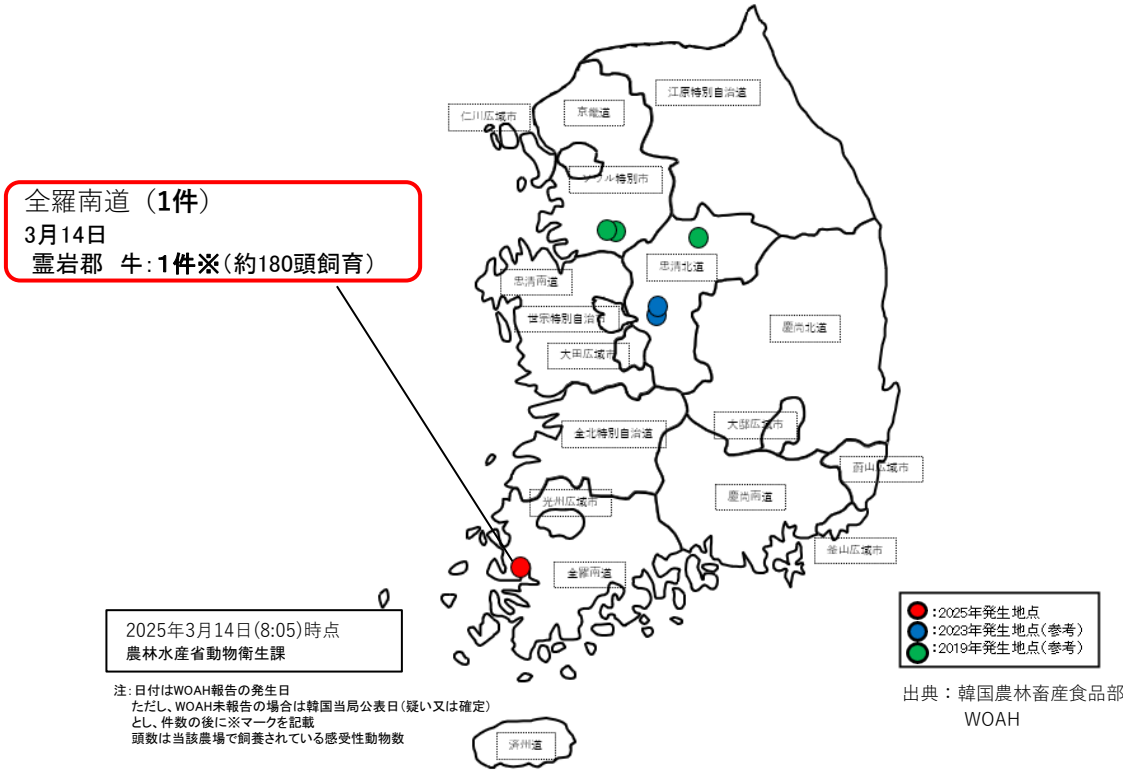 江原特別自治道
京畿道
仁川広域市
ソウル特別市
全羅南道（1件）
3月14日
霊岩郡　牛：1件※（約180頭飼育）
忠清北道
忠清南道
世宗特別自治市
慶尚北道
大田広域市
大邱広域市
全北特別自治道
蔚山広域市
慶尚南道
光州広域市
釜山広域市
全羅南道
2025年3月14日(8:05)時点
農林水産省動物衛生課
：2025年発生地点
：2023年発生地点(参考)
：2019年発生地点(参考)
注：日付はWOAH報告の発生日
ただし、WOAH未報告の場合は韓国当局公表日(疑い又は確定)
とし、件数の後に※マークを記載
頭数は当該農場で飼養されている感受性動物数
出典：韓国農林畜産食品部
WOAH
済州道